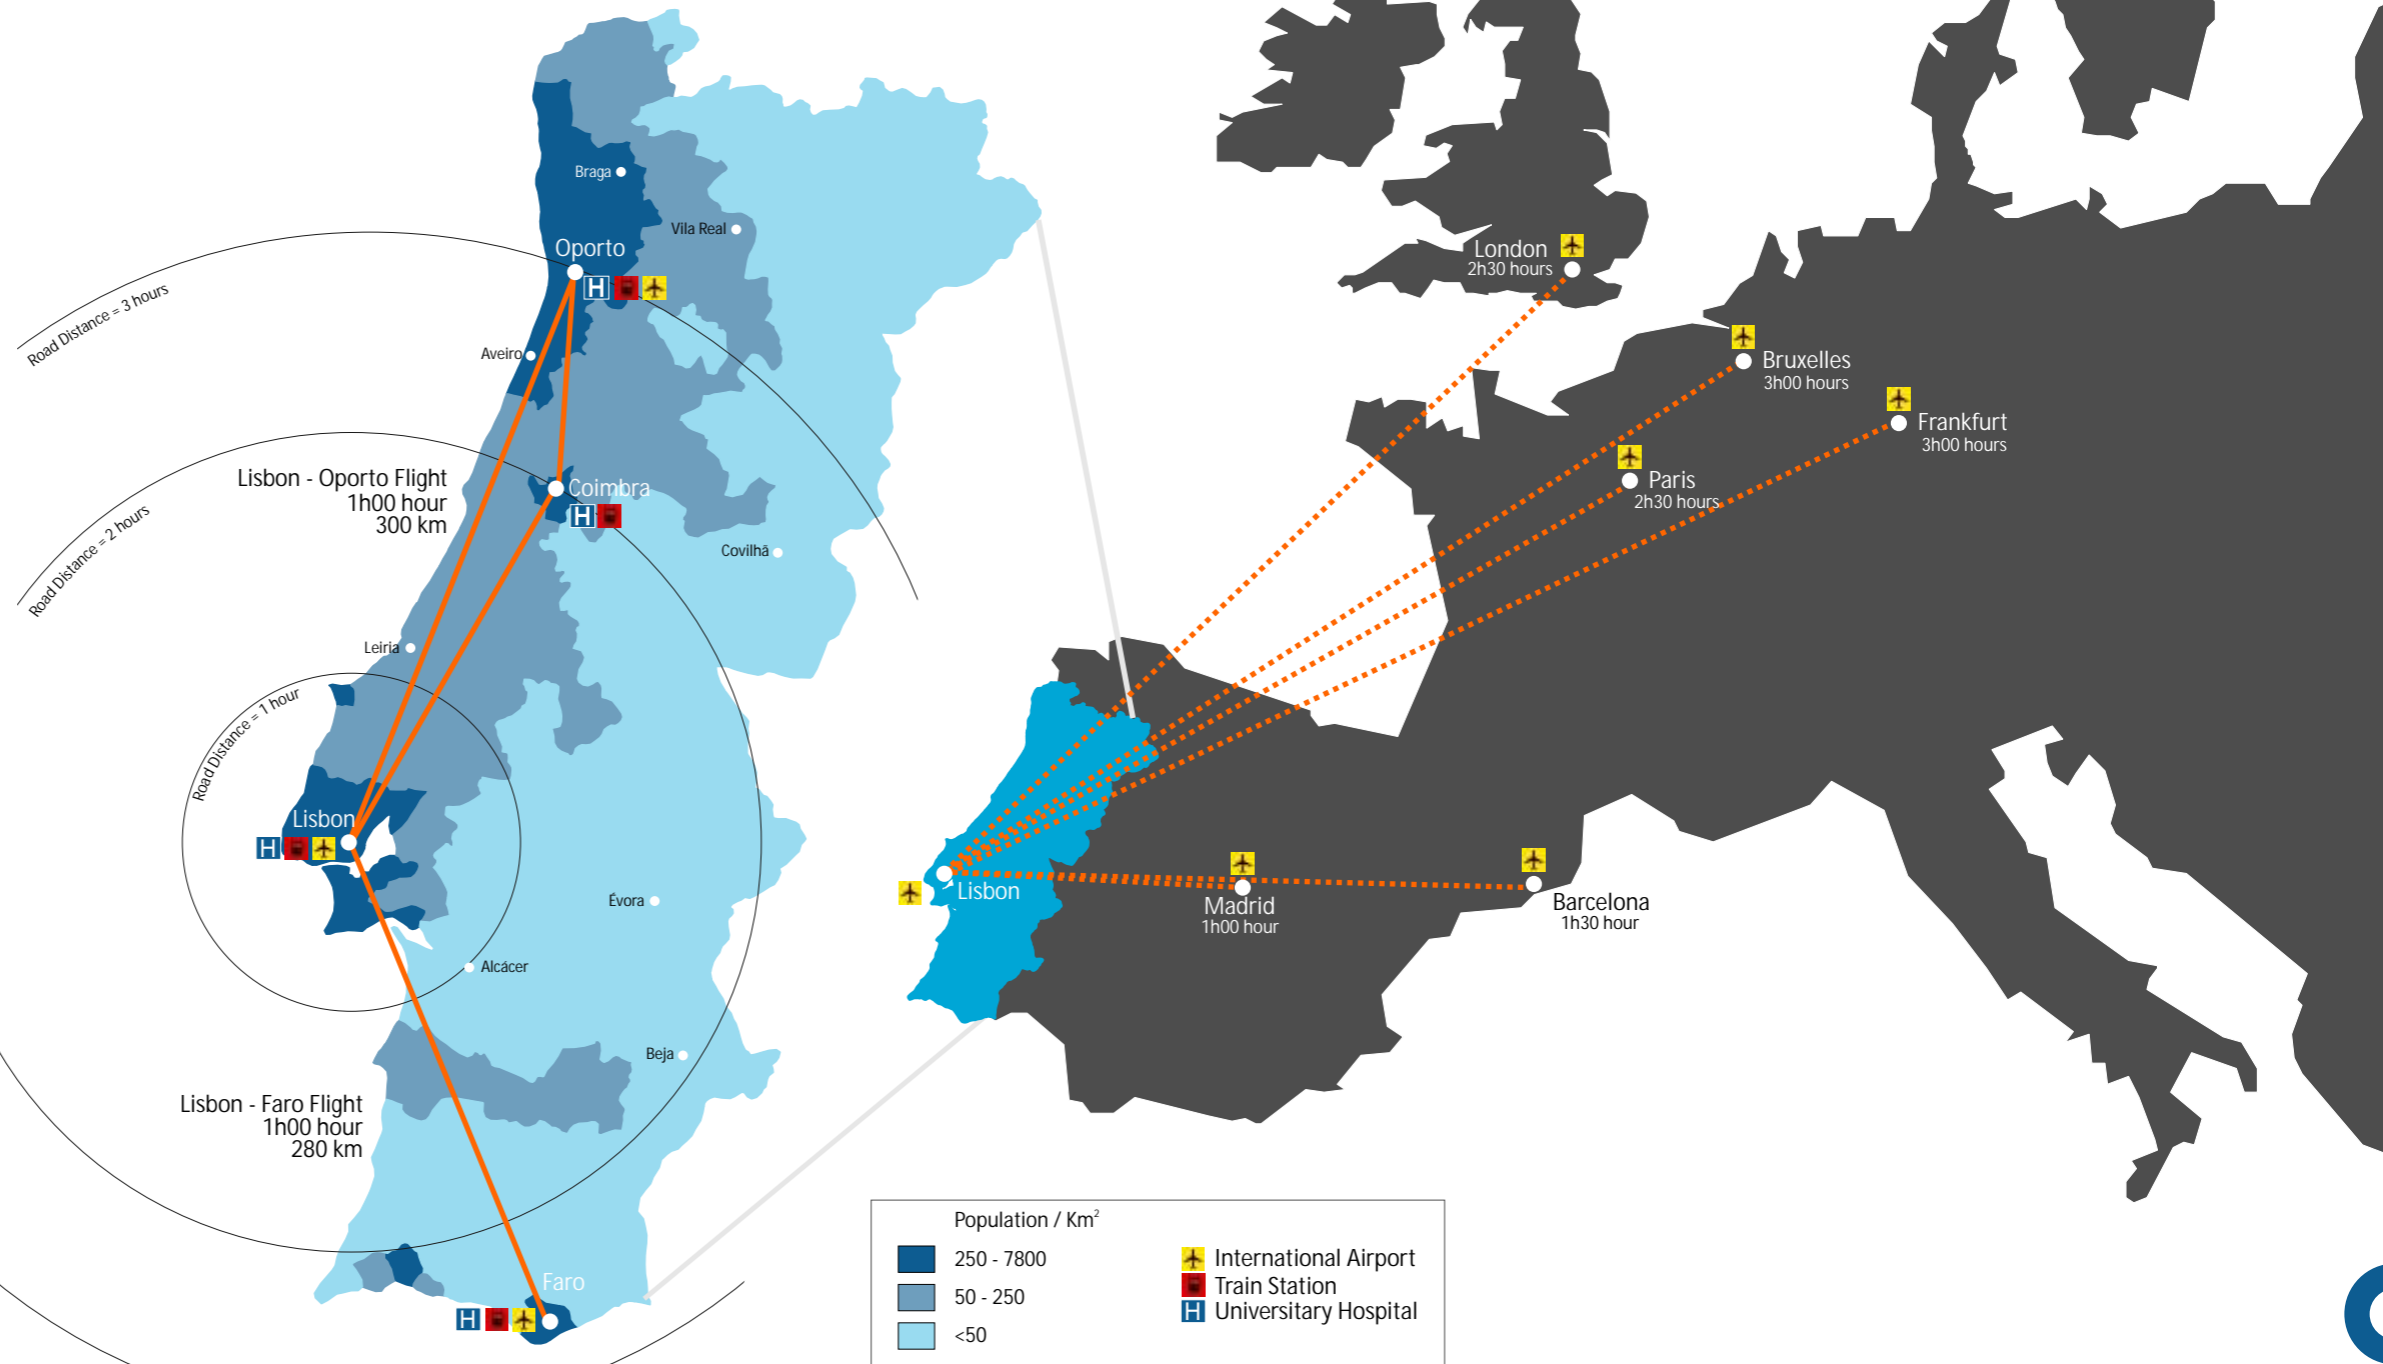 Braga
Vila Real
Oporto
H
Road Distance = 3 hours
Aveiro
Lisbon - Oporto Flight
1h00 hour
300 km
Coimbra
H
Road Distance = 2 hours
Covilhã
Leiria
Road Distance = 1 hour
Lisbon
H
Évora
Alcácer
Beja
Lisbon - Faro Flight
1h00 hour
280 km
Faro
H
London
2h30 hours
Bruxelles
3h00 hours
Frankfurt
3h00 hours
Paris
2h30 hours
Lisbon
Madrid
1h00 hour
Barcelona
1h30 hour
Population / Km²
250 - 7800
50 - 250
<50
International Airport
Train Station
H Universitary Hospital